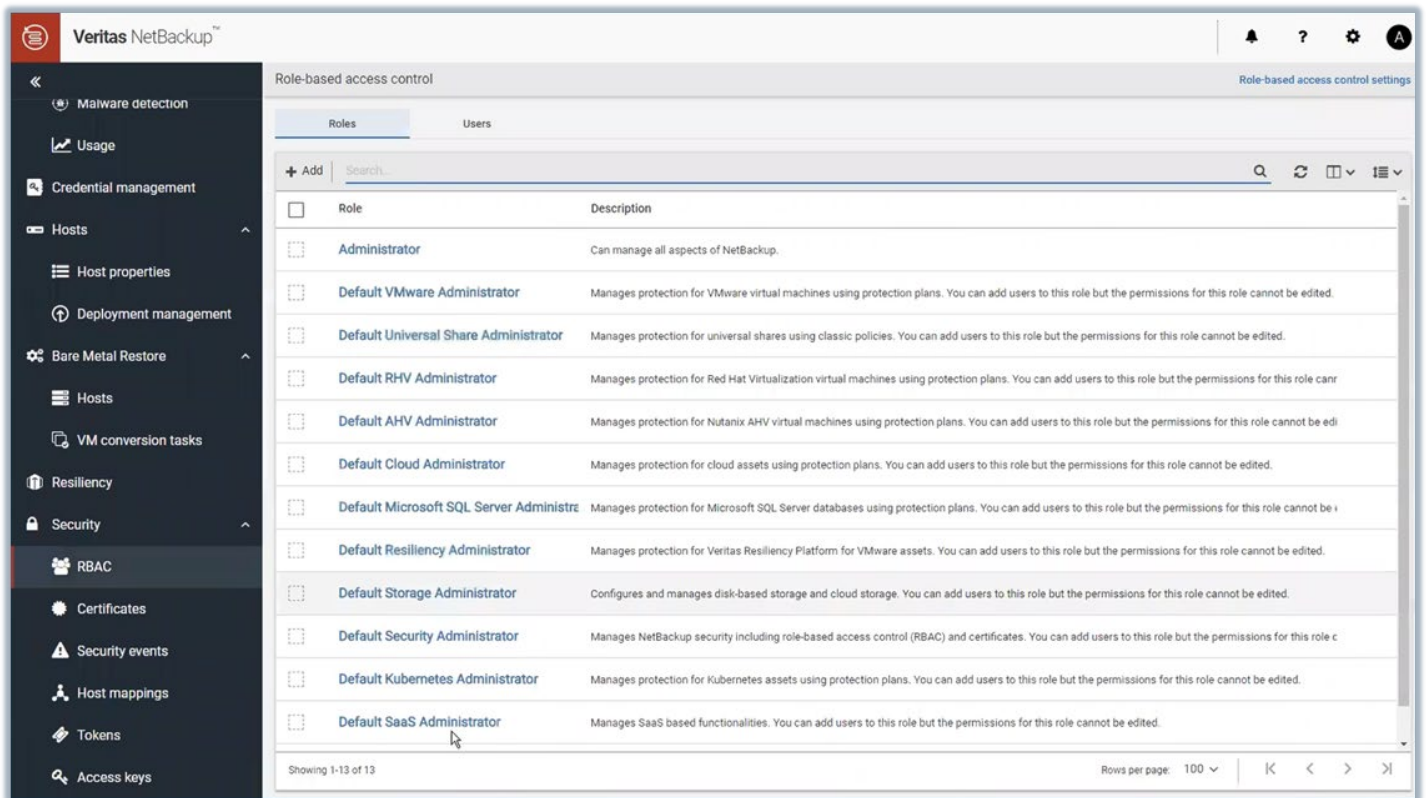 Veritas NetBackup™
? A
Role-based access control
Role-based access control settings
Malware detection
Usage
Credential management
Hosts
Host properties
Deployment management
Bare Metal Restore
Hosts
VM conversion tasks
Resiliency
Security
RBAC
Certificates
Security events
Host mappings
Tokens
Access keys
Roles Users
+ Add Search...
Role Description
Administrator Can manage all aspects of NetBackup.
Default VMware Administrator Manages protection for VMware virtual machines using protection plans. You can add users to this role but the permissions for this role cannot be edited.
Default Universal Share Administrator Manages protection for universal shares using classic policies. You can add users to this role but the permissions for this role cannot be edited.
Default RHV Administrator Manages protection for Red Hat Virtualization virtual machines using protection plans. You can add users to this role but the permissions for this role canr
Default AHV Administrator Manages protection for Nutanix AHV virtual machines using protection plans. You can add users to this role but the permissions for this role cannot be edi
Default Cloud Administrator Manages protection for cloud assets using protection plans. You can add users to this role but the permissions for this role cannot be edited.
Default Microsoft SQL Server Administra Manages protection for Microsoft SQL Server databases using protection plans. You can add users to this role but the permissions for this role cannot be
Default Resiliency Administrator Manages protection for Veritas Resiliency Platform for VMware assets. You can add users to this role but the permissions for this role cannot be edited.
Default Storage Administrator Configures and manages disk-based storage and cloud storage. You can add users to this role but the permissions for this role cannot be edited.
Default Security Administrator Manages NetBackup security including role-based access control (RBAC) and certificates. You can add users to this role but the permissions for this role c
Default Kubernetes Administrator Manages protection for Kubernetes assets using protection plans. You can add users to this role but the permissions for this role cannot be edited.
Default SaaS Administrator Manages SaaS based functionalities. You can add users to this role but the permissions for this role cannot be edited.
Showing 1-13 of 13 Rows per page: 100